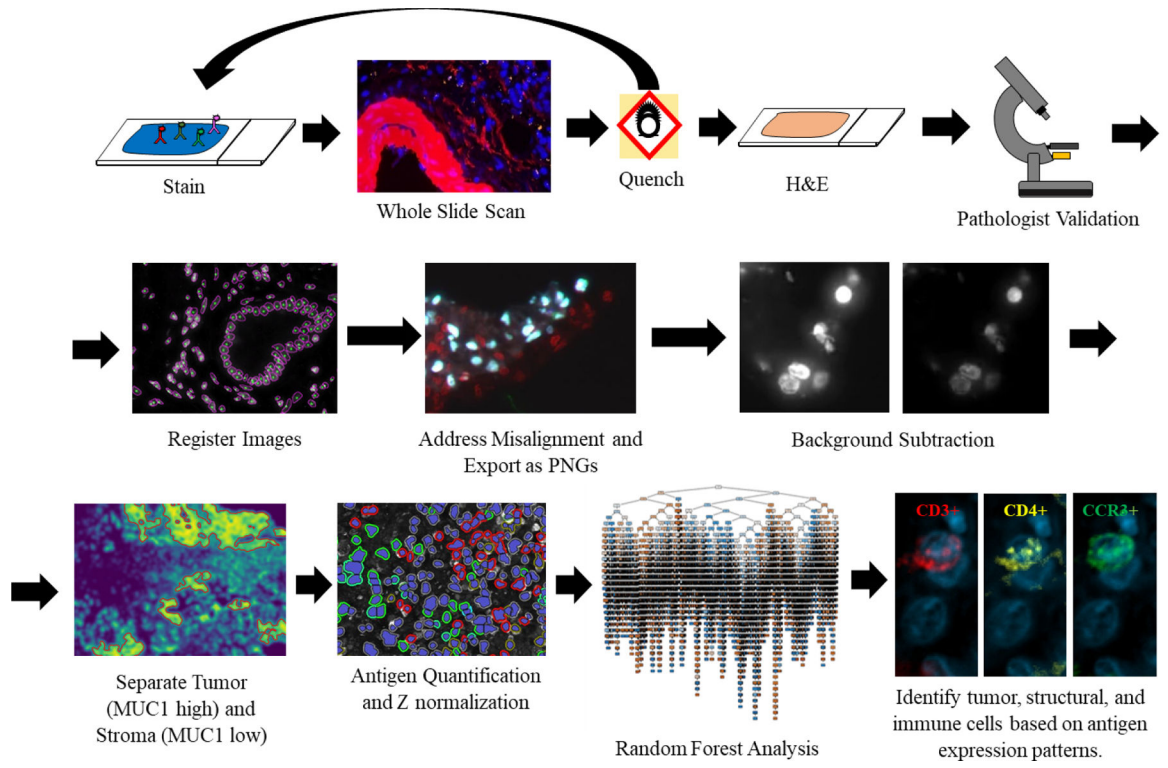 Stain
Whole Slide Scan
Quench
H&E
Pathologist Validation
Register Images
Address Misalignment and
Export as PNGs
Background Subtraction
Separate Tumor
(MUC1 high) and
Stroma (MUC1 low)
Antigen Quantification
and Z normalization
Random Forest Analysis
CD3+
CD4+
CCR3+
Identify tumor, structural, and
immune cells based on antigen
expression patterns.